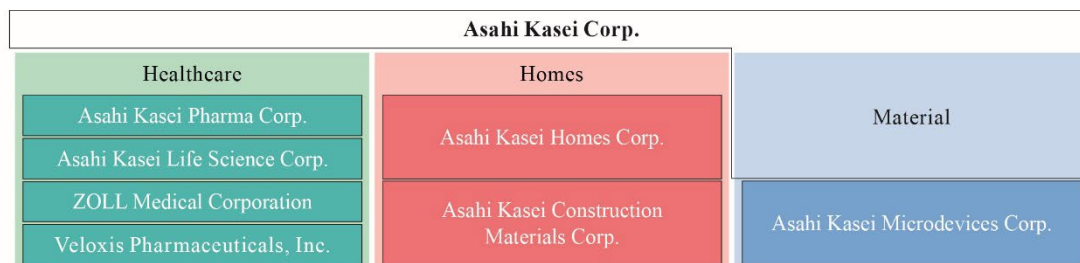 Asahi Kasei Corp.
Healthcare
Asahi Kasei Pharma Corp.
Asahi Kasei Life Science Corp.
ZOLL Medical Corporation
Veloxis Pharmaceuticals, Inc.
Homes
Asahi Kasei Homes Corp.
Asahi Kasei Construction
Materials Corp.
Material
Asahi Kasei Microdevices Corp.